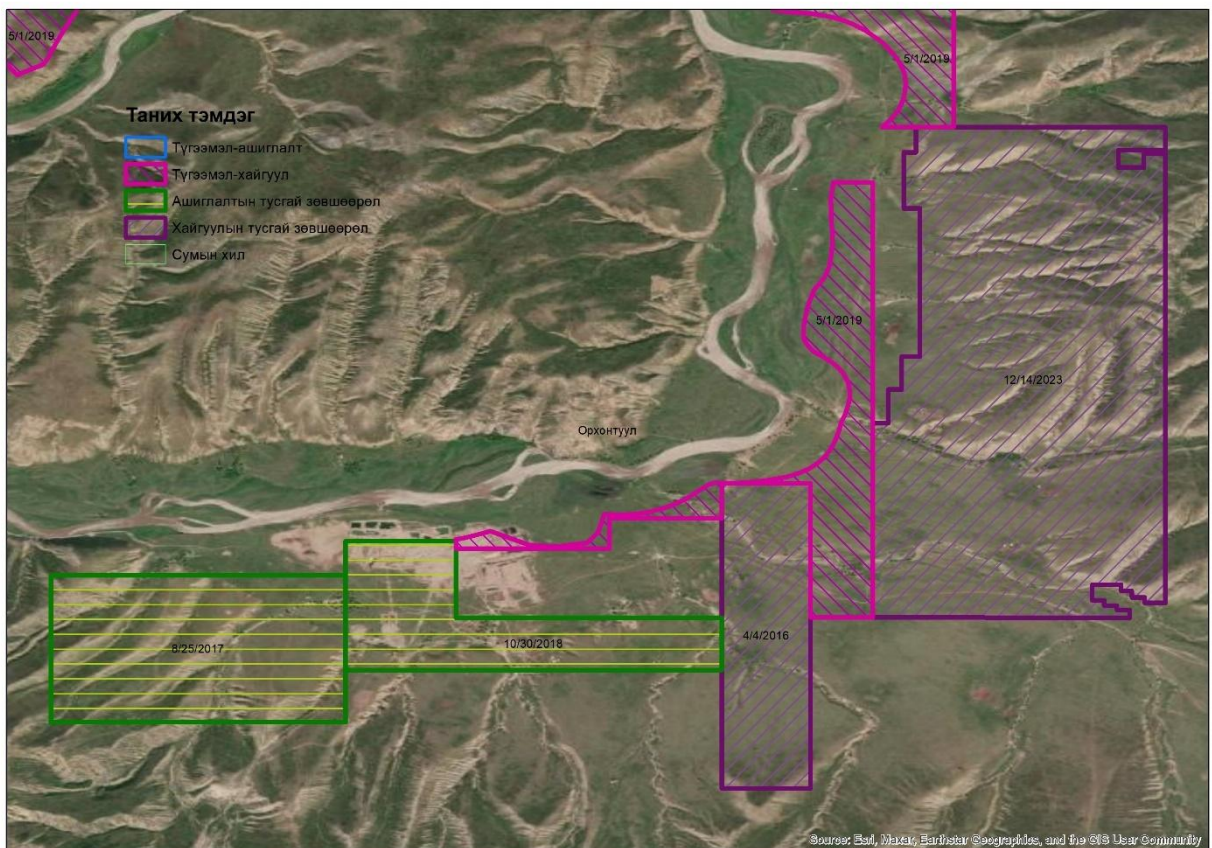 5/1/2019
5/1/2019
Таних тэмдэг
Түгээмэл-ашиглалт
Түгээмэл-хайгуул
Ашиглалтын тусгай зөвшөөрөл
Хайгуулын тусгай зөвшөөрөл
Сумын хил
5/1/2019
12/14/2023
Орхонтуул
4/4/2016
10/30/2018
8/25/2017
Source: Esri, Maxar, Earthstar Geographics, and the GIS User Community